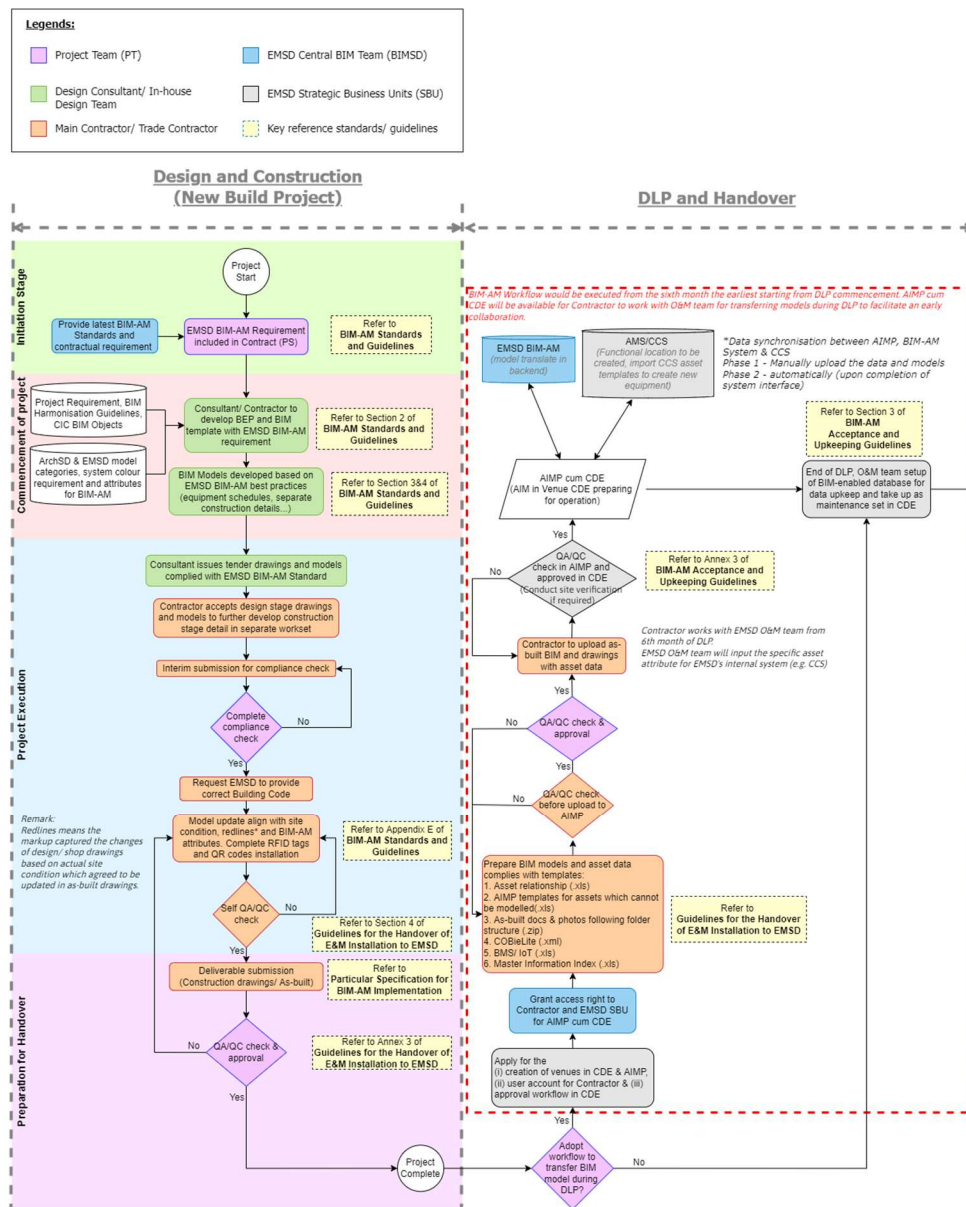 Legends:
Project Team (PT)
EMSD Central BIM Team (BIMSD)
Design Consultant/ In-house
Design Team
EMSD Strategic Business Units (SBU)
Main Contractor/ Trade Contractor
Key reference standards/ guidelines
Design and Construction
(New Build Project)
DLP and Handover
Initiation Stage
Project
Start
Provide latest BIM-AM
Standards and
contractual requirement
EMSD BIM-AM Requirement
included in Contract (PS)
Refer to
BIM-AM Standards
and Guidelines
Commencement of project
Project Requirement, BIM
Harmonisation Guidelines,
CIC BIM Objects
ArchSD & EMSD model
categories, system colour
requirement and attributes
for BIM-AM
Consultant/ Contractor to
develop BEP and BIM
template with EMSD BIM-AM
requirement
Refer to Section 2 of
BIM-AM Standards and
Guidelines
BIM Models developed based on
EMSD BIM-AM best practices
(equipment schedules, separate
construction details...)
Refer to Section 3&4 of
BIM-AM Standards and
Guidelines
Project Execution
Consultant issues tender drawings and models
complied with EMSD BIM-AM Standard
Contractor accepts design stage drawings
and models to further develop construction
stage detail in separate workset
Interim submission for compliance check
Complete
compliance
check
No
Yes
Request EMSD to provide
correct Building Code
Remark:
Redlines means the
markup captured the changes
of design/ shop drawings
based on actual site
condition which agreed to be
updated in as-built drawings.
Model update align with site
condition, redlines* and BIM-AM
attributes. Complete RFID tags
and QR codes installation
Refer to Appendix E of
BIM-AM Standards and
Guidelines
Self QA/QC
check
No
Yes
Refer to Section 4 of
Guidelines for the Handover of
E&M Installation to EMSD
Preparation for Handover
Deliverable submission
(Construction drawings/ As-built)
Refer to
Particular Specification for
BIM-AM Implementation
QA/QC check &
approval
No
Yes
Refer to Annex 3 of
Guidelines for the Handover of
E&M Installation to EMSD
Project
Complete
BIM-AM Workflow would be executed from the sixth month the earliest starting from DLP commencement. AIMP cum
CDE will be available for Contractor to work with O&M team for transferring models during DLP to facilitate an early
collaboration.
EMSD BIM-AM
(model translate in
backend)
AMS/CCS
(Functional location to be
created, import CCS asset
templates to create new
equipment)
*Data synchronisation between AIMP, BIM-AM
System & CCS
Phase 1 - Manually upload the data and models
Phase 2 - automatically (upon completion of
system interface)
Refer to Section 3 of
BIM-AM
Acceptance and
Upkeeping Guidelines
AIMP cum CDE
(AIM in Venue CDE preparing
for operation)
End of DLP, O&M team setup
of BIM-enabled database for
data upkeep and take up as
maintenance set in CDE
Yes
QA/QC
check in AIMP and
approved in CDE
(Conduct site verification
if required)
No
Refer to Annex 3 of
BIM-AM Acceptance and
Upkeeping Guidelines
Contractor to upload as-
built BIM and drawings
with asset data
Contractor works with EMSD O&M team from
6th month of DLP.
EMSD O&M team will input the specific asset
attribute for EMSD's internal system (e.g. CCS)
Yes
QA/QC check &
approval
No
Yes
QA/QC check
before upload to
AIMP
No
Prepare BIM models and asset data
complies with templates:
1. Asset relationship (.xls)
2. AIMP templates for assets which cannot
be modelled(.xls)
3. As-built docs & photos following folder
structure (.zip)
4. COBieLite (.xml)
5. BMS/ IoT (.xls)
6. Master Information Index (.xls)
Refer to
Guidelines for the Handover
of E&M Installation to EMSD
Grant access right to
Contractor and EMSD SBU
for AIMP cum CDE
Apply for the
(i) creation of venues in CDE & AIMP,
(ii) user account for Contractor & (iii)
approval workflow in CDE
Yes
Adopt
workflow to
transfer BIM
model during
DLP?
No